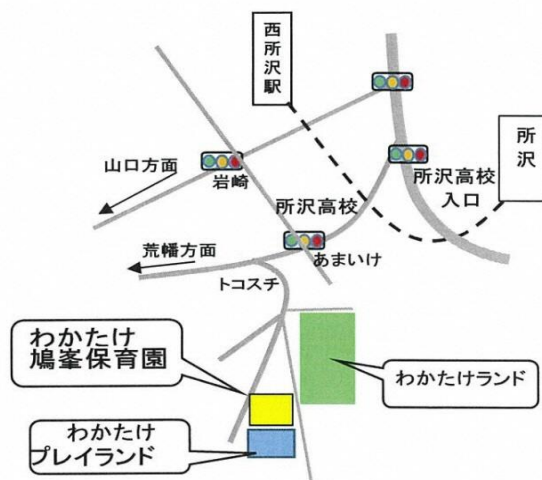 西所沢駅
所沢
山口方面
岩崎
所沢高校
所沢高校
入口
荒幡方面
あまいけ
トコスチ
わかたけ
鳩峯保育園
わかたけランド
わかたけ
プレイランド